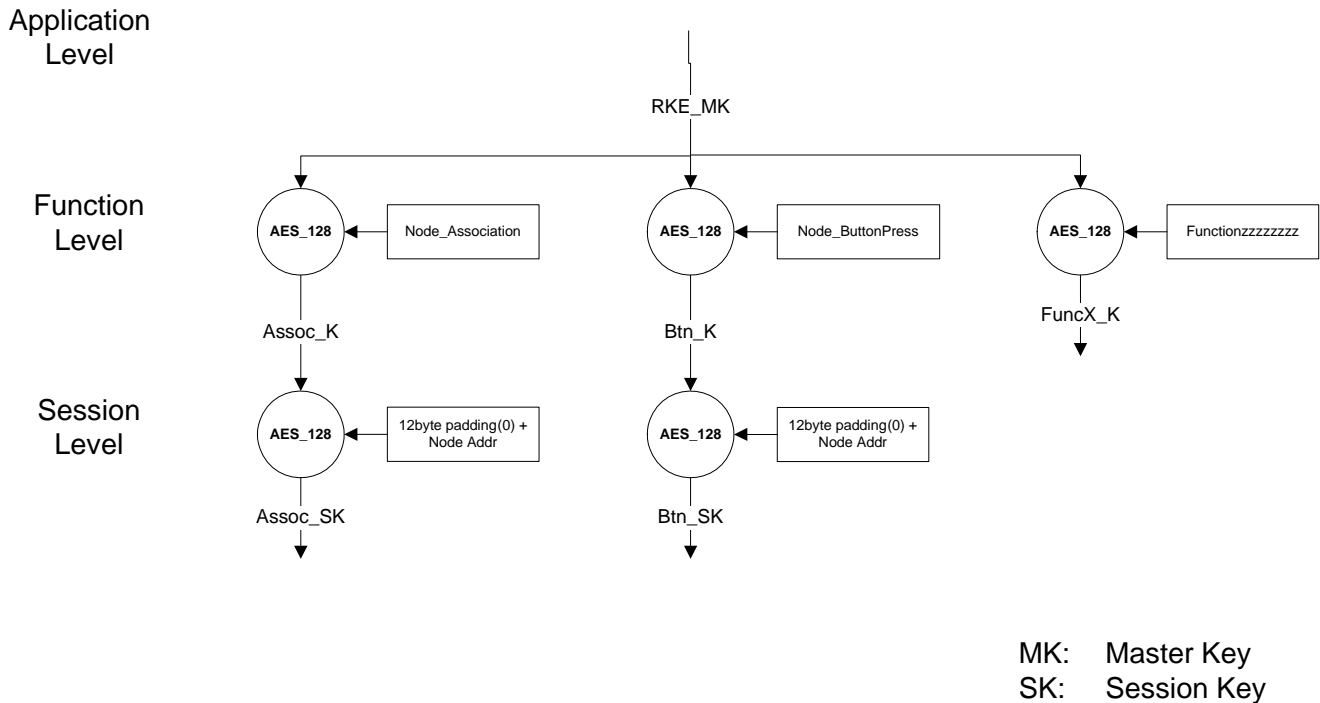 Application
Level
RKE_MK
Function
Level
AES_128
Node_Association
AES_128
Node_ButtonPress
AES_128
Functionzzzzzzzz
Assoc_K
Btn_K
FuncX_K
Session
Level
AES_128
12byte padding(0) +
Node Addr
AES_128
12byte padding(0) +
Node Addr
Assoc_SK
Btn_SK
MK: Master Key
SK: Session Key